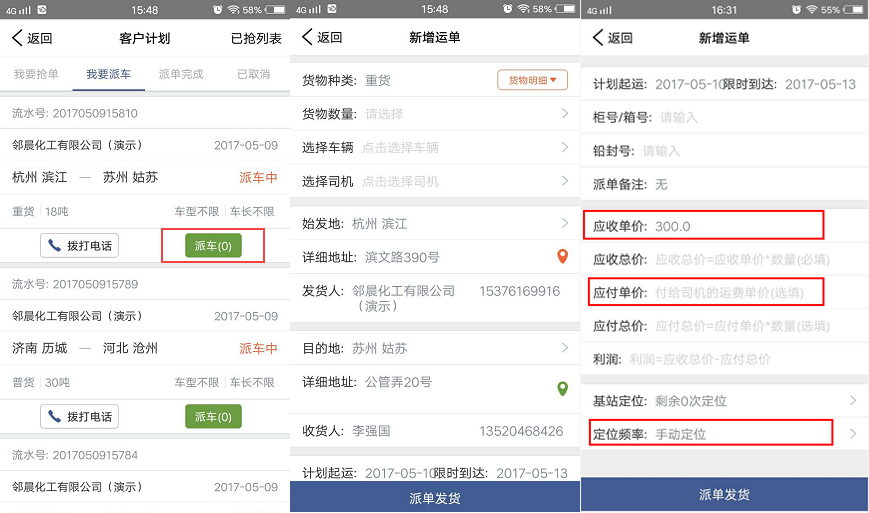 4G 15:48 58%
返回 客户计划 已抢列表
我要抢单 我要派车 派单完成 已取消
流水号: 2017050915810
邻晨化工有限公司（演示） 2017-05-09
杭州 滨江 — 苏州 姑苏 派车中
重货 18吨 车型不限 车长不限
拨打电话 派车(0)
流水号: 2017050915789
邻晨化工有限公司（演示） 2017-05-09
济南 历城 — 河北 沧州 派车中
普货 30吨 车型不限 车长不限
拨打电话 派车(0)
流水号: 2017050915784
邻晨化工有限公司（演示） 2017-05-09
4G 15:48 58%
返回 新增运单
货物种类: 重货 货物明细
货物数量: 请选择
选择车辆 点击选择车辆
选择司机 点击选择司机
始发地: 杭州 滨江
详细地址: 滨文路390号
发货人: 邻晨化工有限公司 15376169916
（演示）
目的地: 苏州 姑苏
详细地址: 公管弄20号
收货人: 李强国 13520468426
计划起运: 2017-05-10 限时到达: 2017-05-13
派单发货
4G 16:31 55%
返回 新增运单
计划起运: 2017-05-10 限时到达: 2017-05-13
柜号/箱号: 请输入
铅封号: 请输入
派单备注: 无
应收单价: 300.0
应收总价: 应收总价=应收单价*数量(必填)
应付单价: 付给司机的运费单价(选填)
应付总价: 应付总价=应付单价*数量(选填)
利润: 利润=应收总价-应付总价
基站定位: 剩余0次定位
定位频率: 手动定位
派单发货